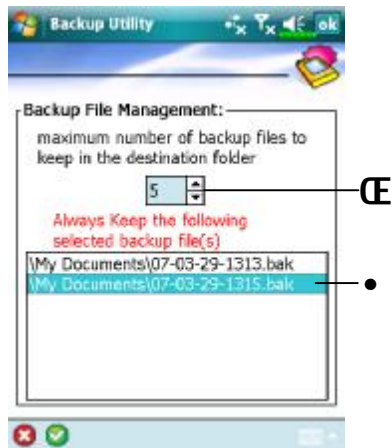 Backup Utility
ok
Backup File Management:
maximum number of backup files to
keep in the destination folder
5
Œ
Always Keep the following
selected backup file(s)
\My Documents\07-03-29-1313.bak
\My Documents\07-03-29-1315.bak
•